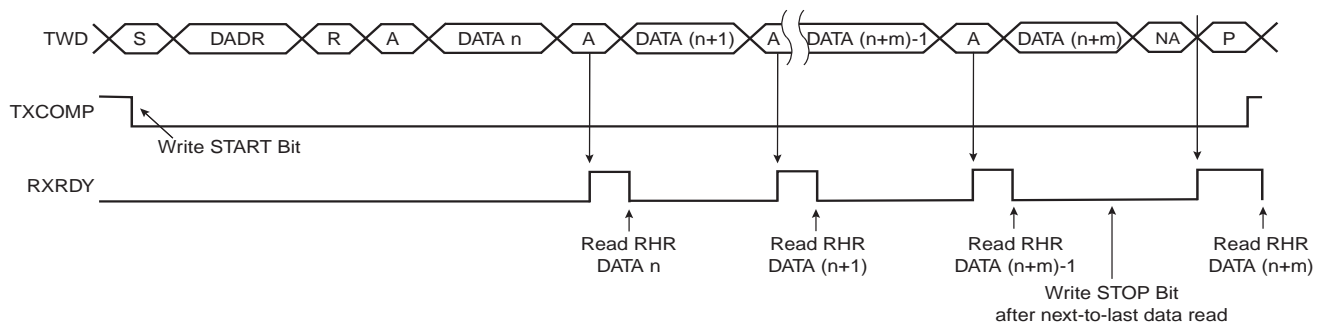 TWD S DADR R A DATA n A DATA (n+1) A DATA (n+m)-1 A DATA (n+m) NA P
TXCOMP
Write START Bit
RXRDY
Read RHR
DATA n
Read RHR
DATA (n+1)
Read RHR
DATA (n+m)-1
Read RHR
DATA (n+m)
Write STOP Bit
after next-to-last data read